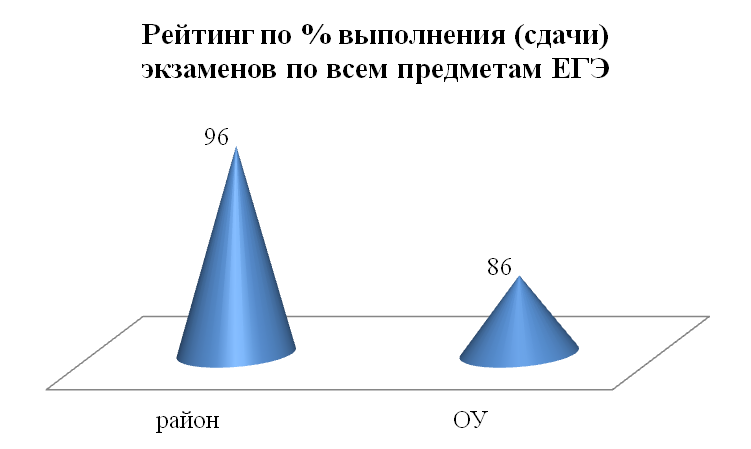 Рейтинг по % выполнения (сдачи)
экзаменов по всем предметам ЕГЭ
96
86
район
ОУ